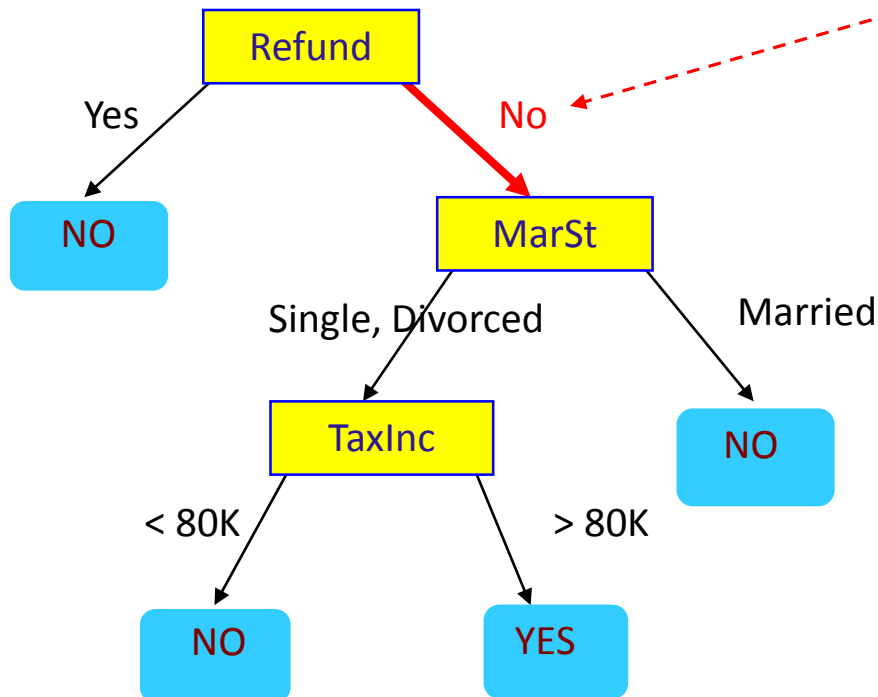 Refund
Yes
No
NO
MarSt
Single, Divorced
Married
TaxInc
NO
< 80K
> 80K
NO
YES